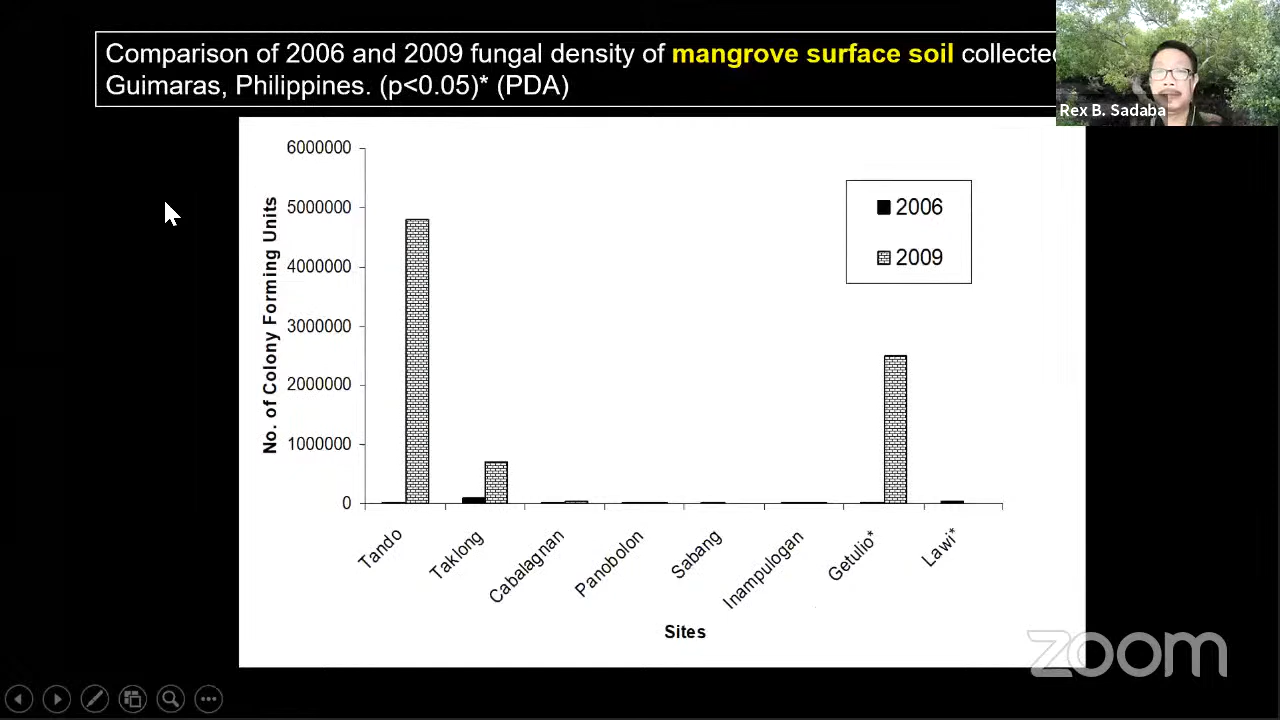 Comparison of 2006 and 2009 fungal density of mangrove surface soil collected
Guimaras, Philippines. (p<0.05)* (PDA)
Rex B. Sadaba
6000000
5000000
4000000
3000000
2000000
1000000
0
No. of Colony Forming Units
2006
2009
Tando
Taklong
Cabalagnan
Panobolon
Sabang
Inampulogan
Getulio*
Lawi*
Sites
zoom